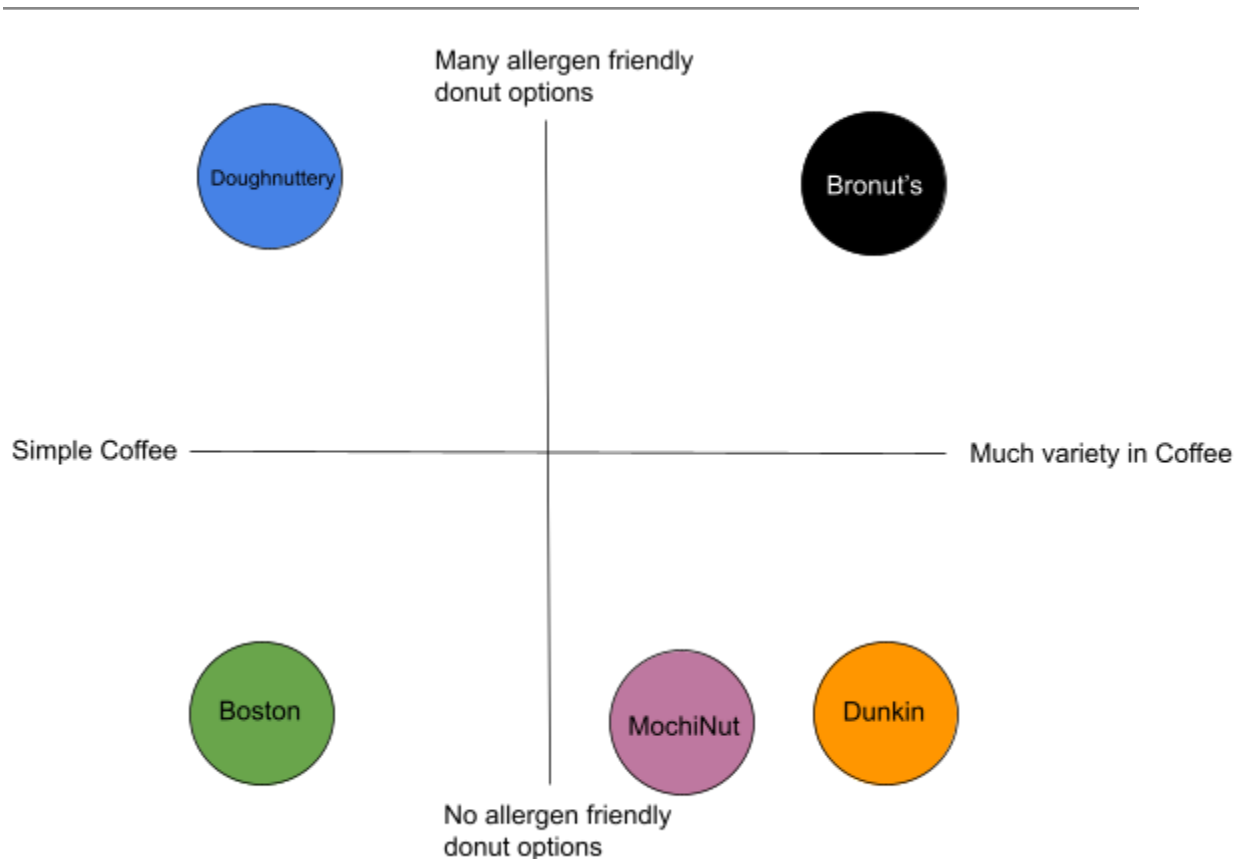 Many allergen friendly
donut options
Doughnuttery
Bronut's
Simple Coffee
Much variety in Coffee
Boston
MochiNut
Dunkin
No allergen friendly
donut options